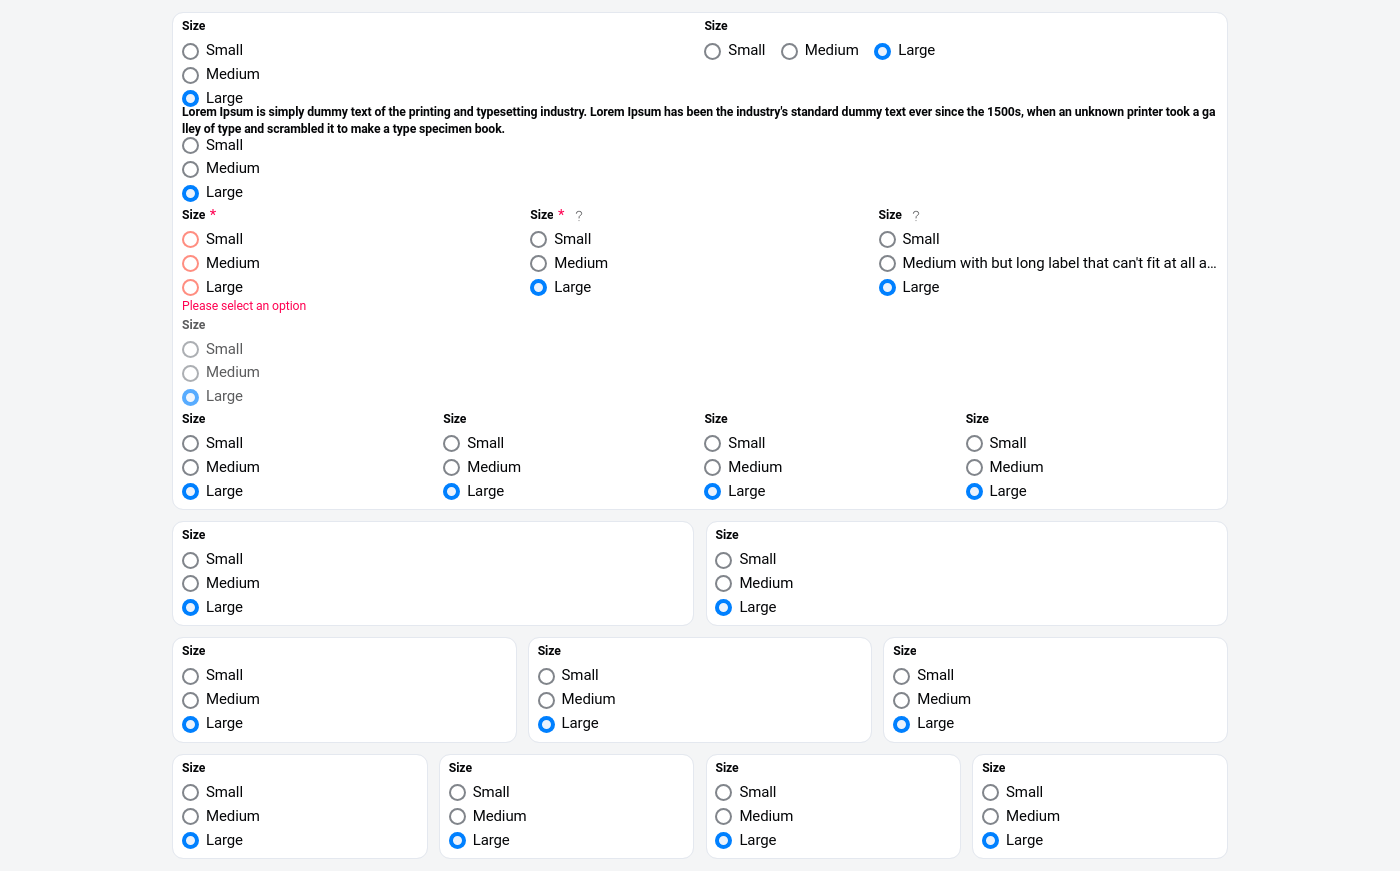 Size
Small
Medium
Large
Size
Small Medium Large
Lorem Ipsum is simply dummy text of the printing and typesetting industry. Lorem Ipsum has been the industry's standard dummy text ever since the 1500s, when an unknown printer took a ga
lley of type and scrambled it to make a type specimen book.
Small
Medium
Large
Size *
Small
Medium
Large
Please select an option
Size * ?
Small
Medium
Large
Size ?
Small
Medium with but long label that can't fit at all a...
Large
Size
Small
Medium
Large
Size
Small
Medium
Large
Size
Small
Medium
Large
Size
Small
Medium
Large
Size
Small
Medium
Large
Size
Small
Medium
Large
Size
Small
Medium
Large
Size
Small
Medium
Large
Size
Small
Medium
Large
Size
Small
Medium
Large
Size
Small
Medium
Large
Size
Small
Medium
Large
Size
Small
Medium
Large
Size
Small
Medium
Large